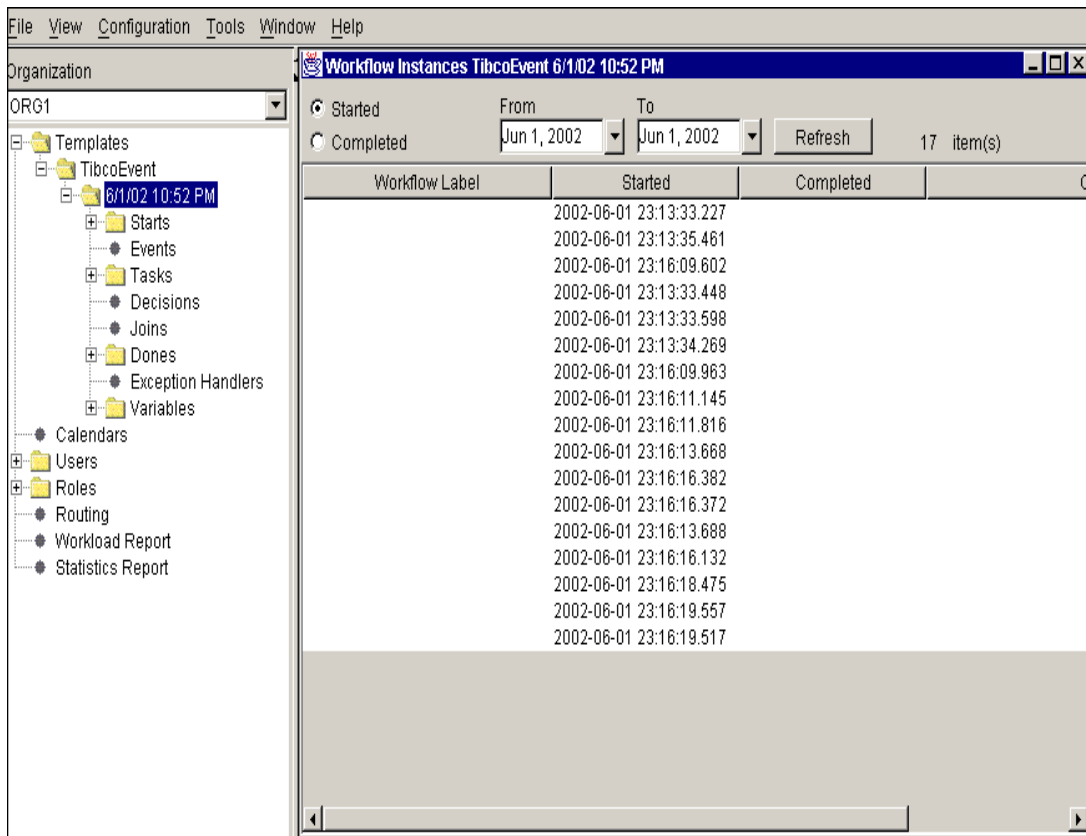 File View Configuration Tools Window Help
Organization
ORG1
Templates
TibcoEvent
6/1/02 10:52 PM
Starts
Events
Tasks
Decisions
Joins
Dones
Exception Handlers
Variables
Calendars
Users
Roles
Routing
Workload Report
Statistics Report
Workflow Instances TibcoEvent 6/1/02 10:52 PM
Started From To
Completed Jun 1, 2002 Jun 1, 2002 Refresh 17 item(s)
Workflow Label Started Completed C
2002-06-01 23:13:33.227
2002-06-01 23:13:35.461
2002-06-01 23:16:09.602
2002-06-01 23:13:33.448
2002-06-01 23:13:33.598
2002-06-01 23:13:34.269
2002-06-01 23:16:09.963
2002-06-01 23:16:11.145
2002-06-01 23:16:11.816
2002-06-01 23:16:13.668
2002-06-01 23:16:16.382
2002-06-01 23:16:16.372
2002-06-01 23:16:13.688
2002-06-01 23:16:16.132
2002-06-01 23:16:18.475
2002-06-01 23:16:19.557
2002-06-01 23:16:19.517